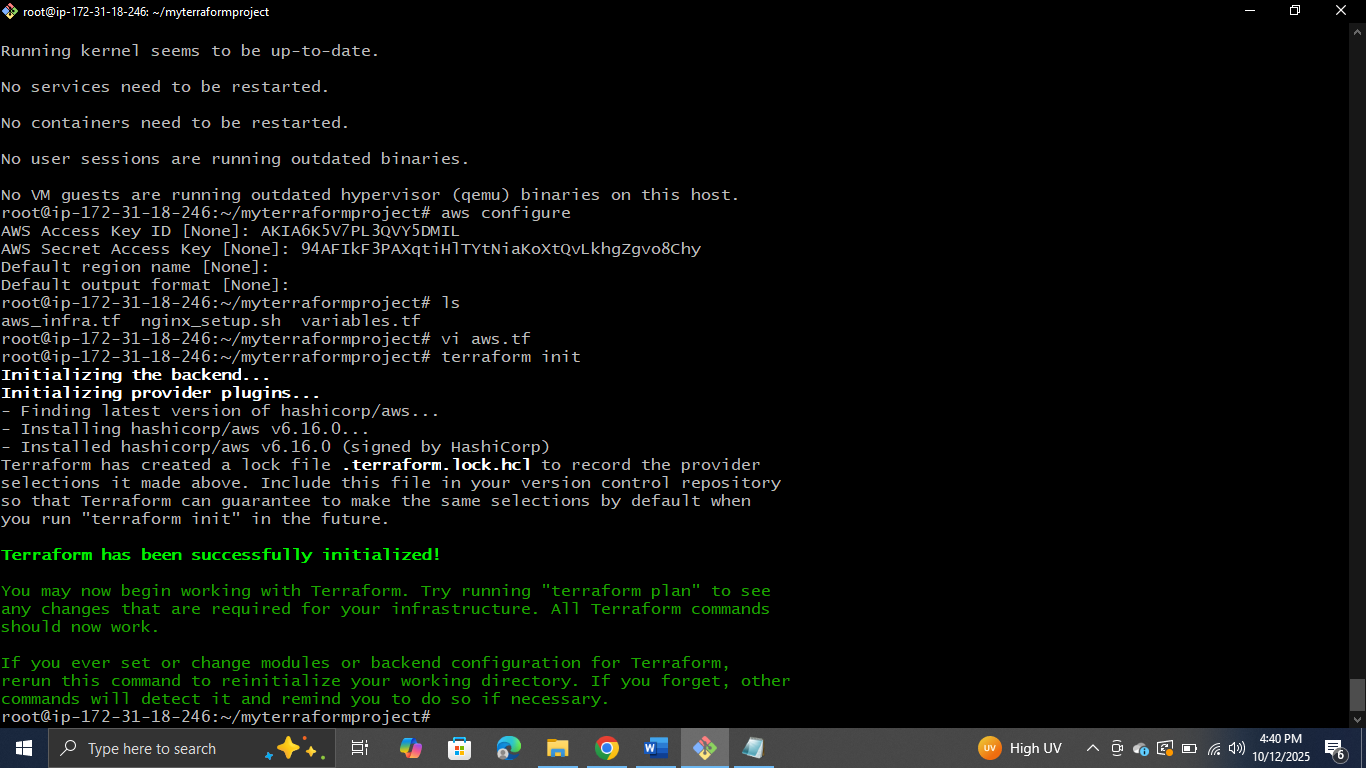 root@ip-172-31-18-246: ~/myterraformproject
Running kernel seems to be up-to-date.
No services need to be restarted.
No containers need to be restarted.
No user sessions are running outdated binaries.
No VM guests are running outdated hypervisor (qemu) binaries on this host.
root@ip-172-31-18-246:~/myterraformproject# aws configure
AWS Access Key ID [None]: AKIA6K5V7PL3QVY5DMIL
AWS Secret Access Key [None]: 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
Default region name [None]:
Default output format [None]:
root@ip-172-31-18-246:~/myterraformproject# ls
aws_infra.tf  nginx_setup.sh  variables.tf
root@ip-172-31-18-246:~/myterraformproject# vi aws.tf
root@ip-172-31-18-246:~/myterraformproject# terraform init
Initializing the backend...
Initializing provider plugins...
- Finding latest version of hashicorp/aws...
- Installing hashicorp/aws v6.16.0...
- Installed hashicorp/aws v6.16.0 (signed by HashiCorp)
Terraform has created a lock file .terraform.lock.hcl to record the provider
selections it made above. Include this file in your version control repository
so that Terraform can guarantee to make the same selections by default when
you run "terraform init" in the future.
Terraform has been successfully initialized!
You may now begin working with Terraform. Try running "terraform plan" to see
any changes that are required for your infrastructure. All Terraform commands
should now work.
If you ever set or change modules or backend configuration for Terraform,
rerun this command to reinitialize your working directory. If you forget, other
commands will detect it and remind you to do so if necessary.
root@ip-172-31-18-246:~/myterraformproject#
Type here to search
UV
High UV
4:40 PM
10/12/2025
6